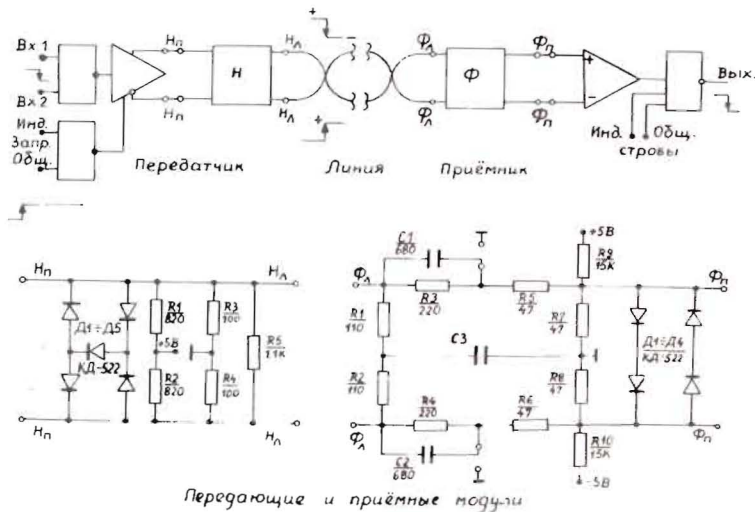 Вх 1
Вх 2
Инд.
Запр.
Общ.
Нп
Нп
Н
Нл
Нл
+
-
+
Фл
Фл
Ф
Фп
Фп
+
-
Вых.
Инд. Общ.
стробы
Передатчик Линия Приёмник
Нп
Нл
Д1÷Д5
КД-522
R1
820
+5В
R2
820
R3
100
R4
100
R5
1.1К
Нп
Нл
Фл
C1
680
R3
220
R5
47
+5В
R9
15К
Фп
R1
110
C3
R7
47
Д1÷Д4
КД-522
R2
110
R8
47
R4
220
R6
47
Фл
C2
680
R10
15К
Фп
-5В
Передающие и приёмные модули